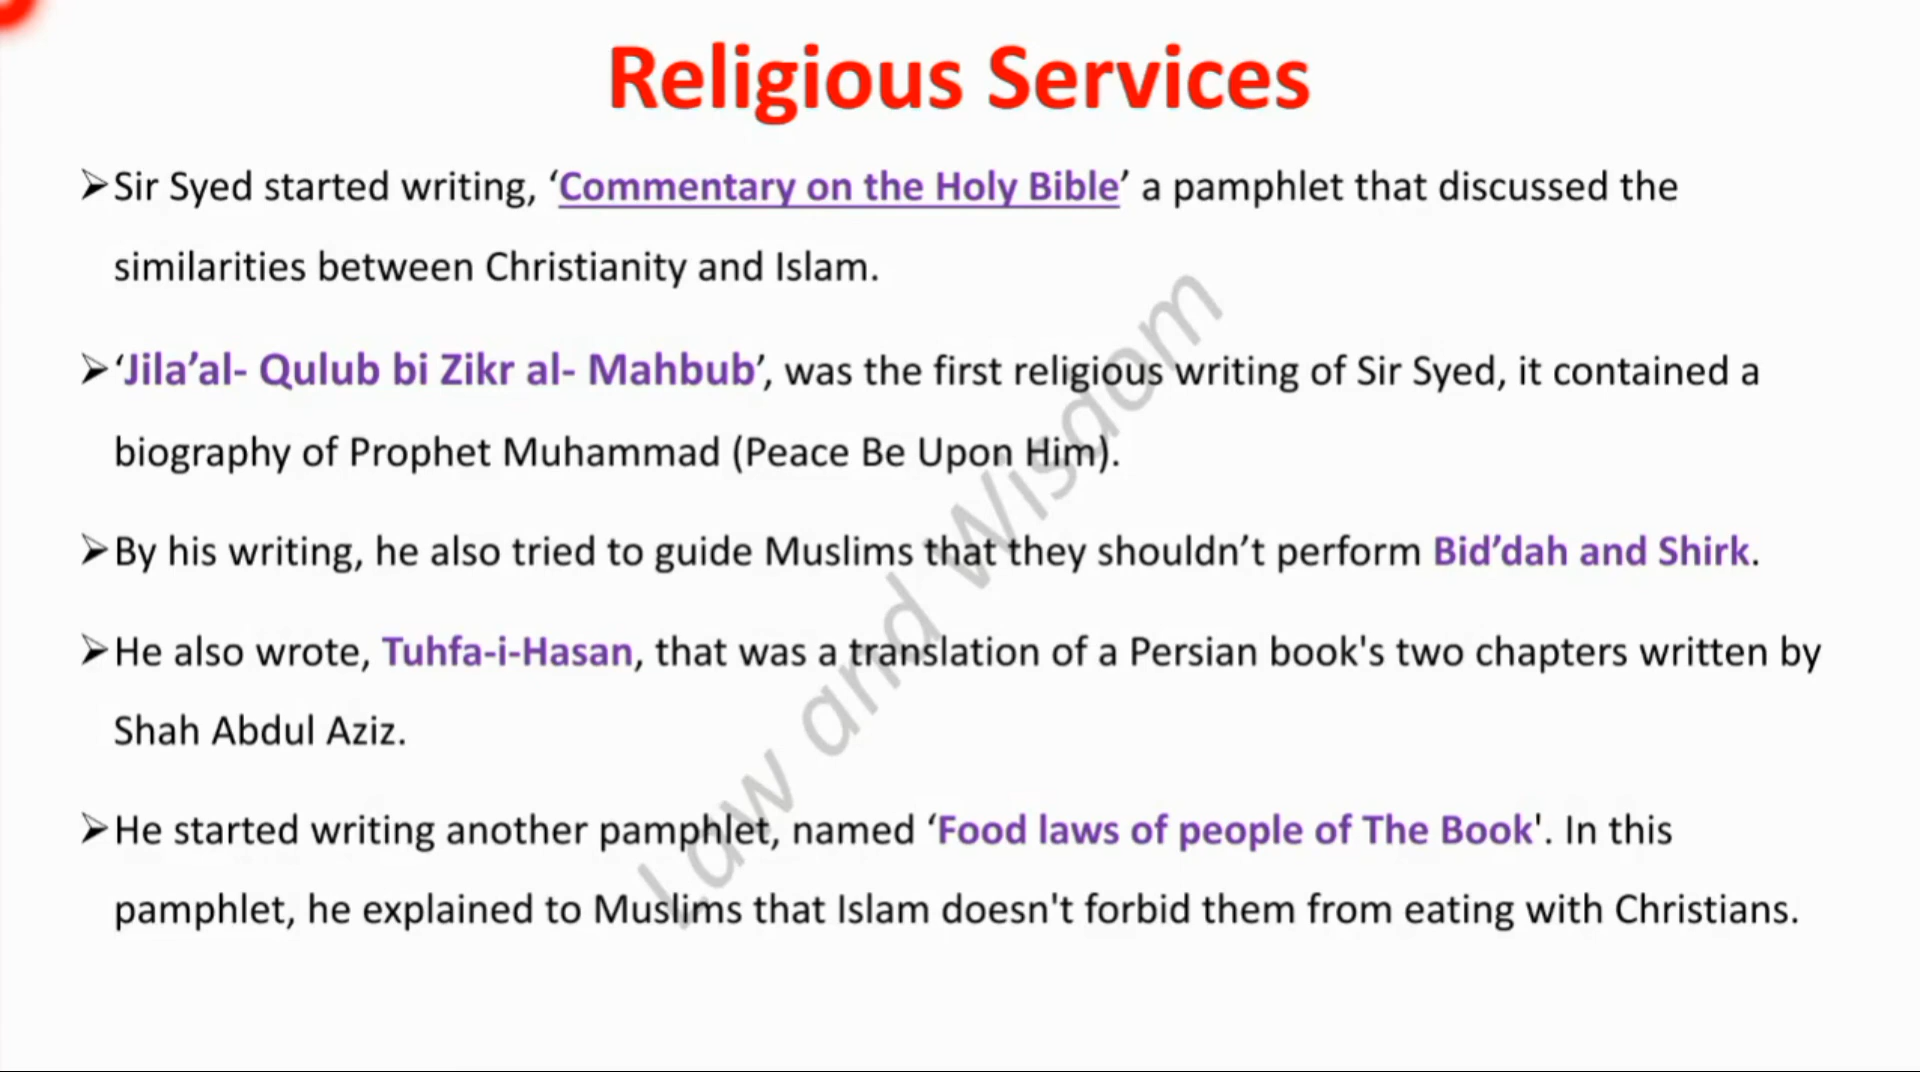 Religious Services
➢Sir Syed started writing, ‘Commentary on the Holy Bible’ a pamphlet that discussed the
similarities between Christianity and Islam.
➢‘Jila’al- Qulub bi Zikr al- Mahbub’, was the first religious writing of Sir Syed, it contained a
biography of Prophet Muhammad (Peace Be Upon Him).
➢By his writing, he also tried to guide Muslims that they shouldn’t perform Bid’dah and Shirk.
➢He also wrote, Tuhfa-i-Hasan, that was a translation of a Persian book's two chapters written by
Shah Abdul Aziz.
➢He started writing another pamphlet, named ‘Food laws of people of The Book'. In this
pamphlet, he explained to Muslims that Islam doesn't forbid them from eating with Christians.
Law and Wisdom